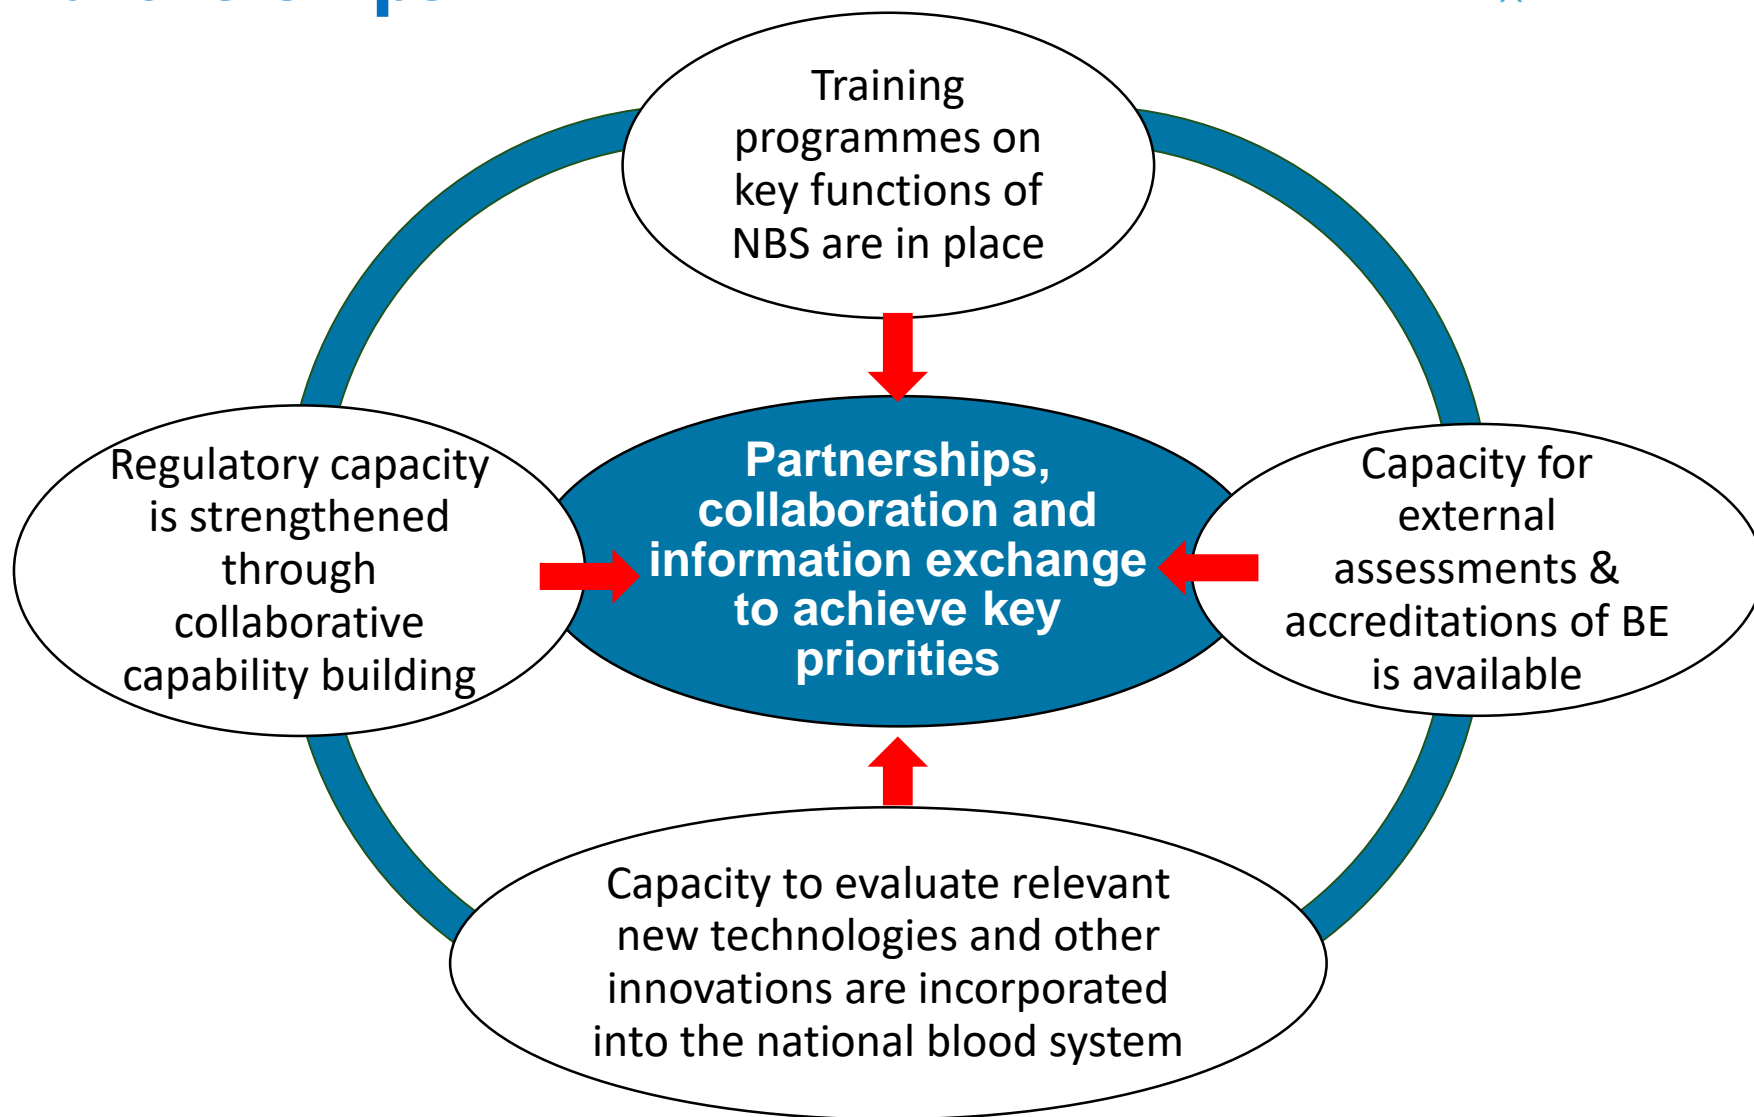 Training
programmes on
key functions of
NBS are in place
Regulatory capacity
is strengthened
through
collaborative
capability building
Partnerships,
collaboration and
information exchange
to achieve key
priorities
Capacity for
external
assessments &
accreditations of BE
is available
Capacity to evaluate relevant
new technologies and other
innovations are incorporated
into the national blood system